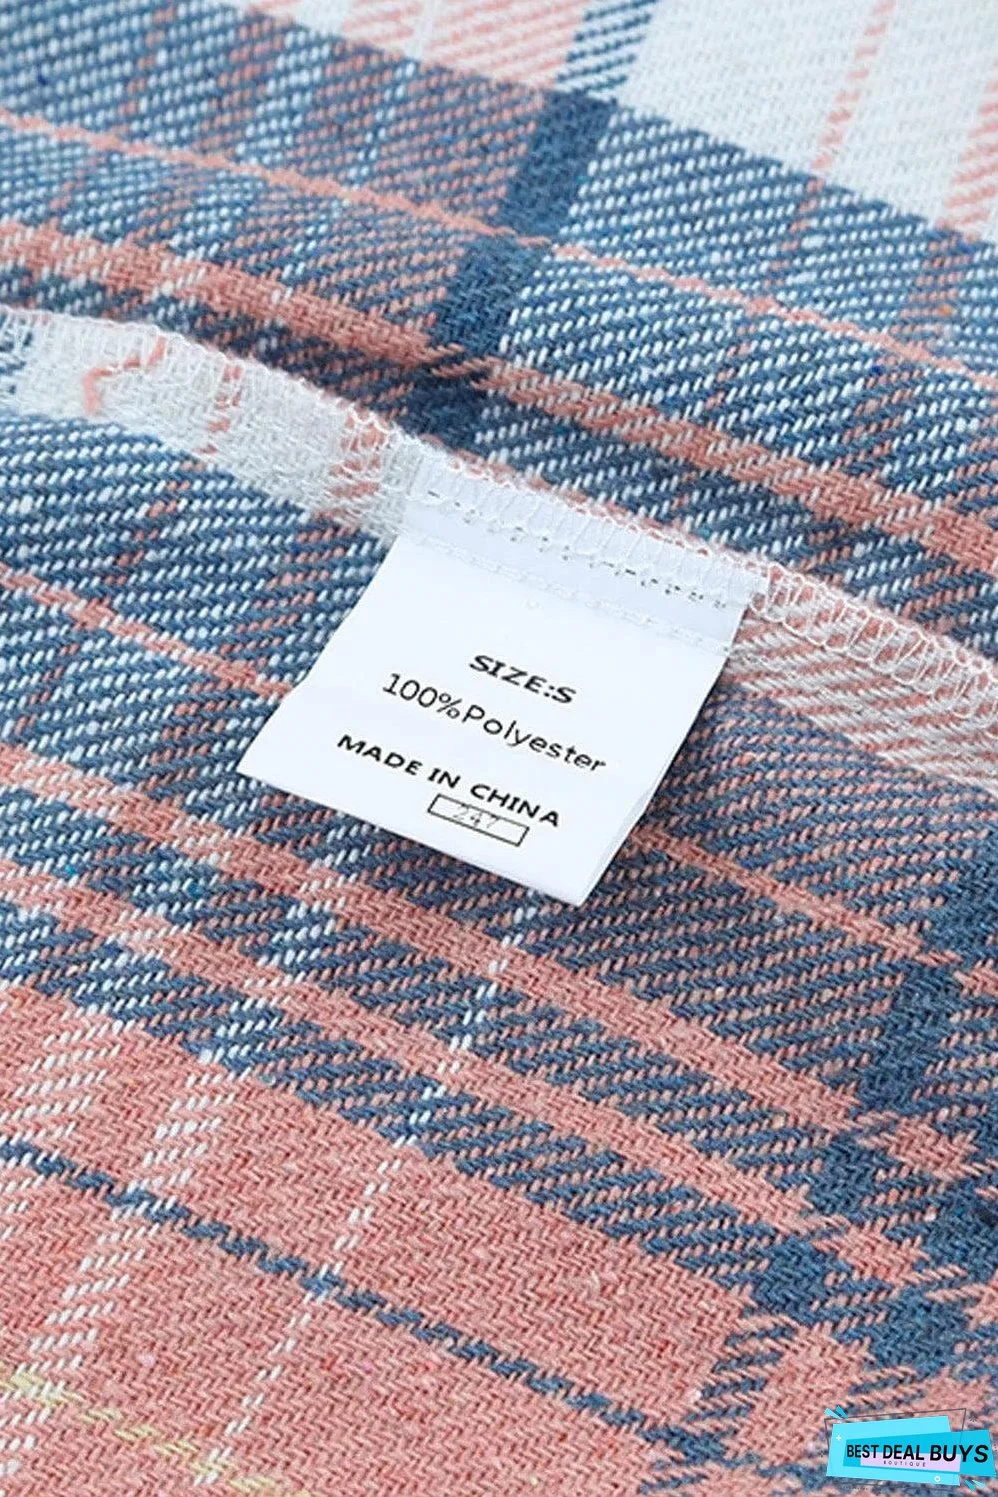 SIZE:S
100%Polyester
MADE IN CHINA
247
BEST DEAL BUYS
BOUTIQUE